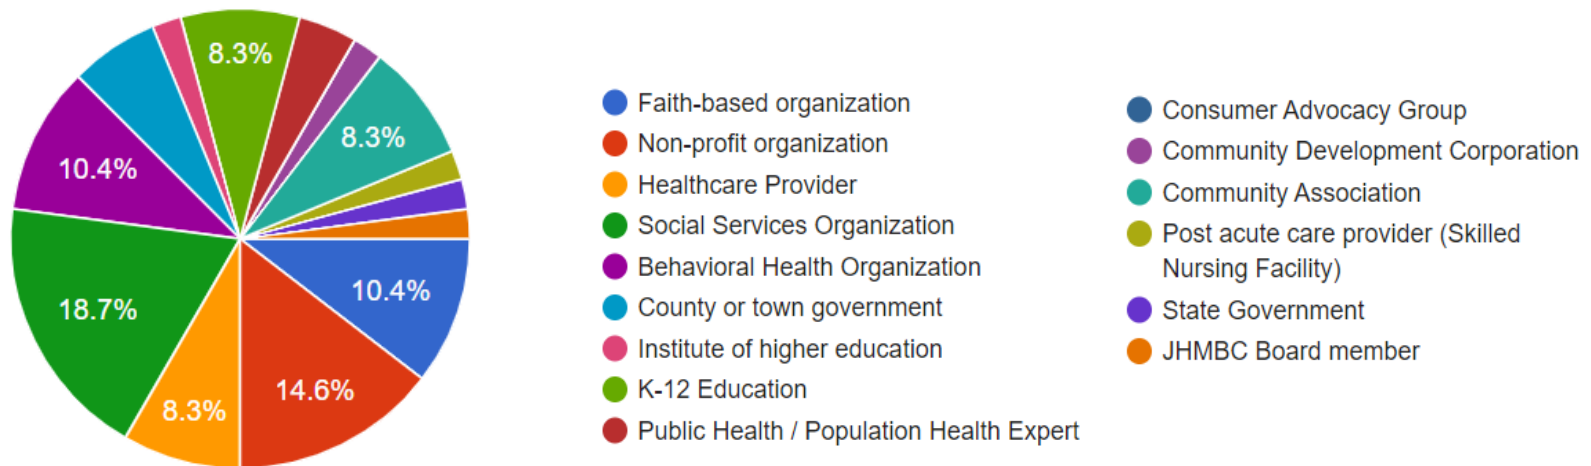 8.3%
8.3%
10.4%
10.4%
18.7%
14.6%
8.3%
Faith-based organization
Non-profit organization
Healthcare Provider
Social Services Organization
Behavioral Health Organization
County or town government
Institute of higher education
K-12 Education
Public Health / Population Health Expert
Consumer Advocacy Group
Community Development Corporation
Community Association
Post acute care provider (Skilled
Nursing Facility)
State Government
JHMBC Board member